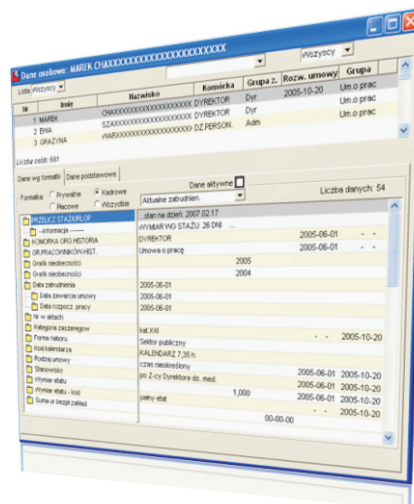 Dane osobowe: MAREK CHAXXXXXXXXXXXXXXXXXXXXXX
Lista Wszyscy Wszyscy
Nr Imię Nazwisko Komórka Grupa z. Rozw. umowy Grupa
1 MAREK CHAXXXXXXXXXXXXXXXXXXXX DYREKTOR Dyr 2005-10-20 Um.o prac
2 EWA SZAXXXXXXXXXXXXXXXXXXXX DYREKTOR Dyr Um.o prac
3 GRAŻYNA WARXXXXXXXXXXXXXXXXXXX DZ PERSON. Adm Um.o prac
Liczba osób: 681
Dane wg formatki Dane podstawowe
Dane aktywne Liczba danych: 54
Formatka: Prywatne Kadrowe
Płacowe Wszystkie Aktualne zatrudnien.
PRZELICZ STAŻ/URLOP ...stan na dzień: 2007.02.17
--informacja WYMIAR WG STAŻU: 26 DNI ...
KOMÓRKA ORG.HISTORIA DYREKTOR 2005-06-01 - -
GR.PRACOWNIKÓW-HIST. Umowa o pracę 2005-06-01 - -
Grafik nieobecności 2005
Grafik nieobecności 2004
Data zatrudnienia 2005-06-01
Data zawarcia umowy 2005-06-01
Data rozpocz. pracy 2005-06-01
Nr w aktach:
Kategoria zaszeregow kat.XXI - - 2005-10-20
Forma naboru Sektor publiczny
Kod kalendarza KALENDARZ 7,35 h
Rodzaj umowy czas nieokreślony 2005-06-01 2005-10-20
Stanowisko po Z-cy Dyrektora ds. med. 2005-06-01 2005-10-20
Wymiar etatu 1,000 2005-06-01 2005-10-20
Wymiar etatu - kod pełny etat - - 2005-10-20
Suma ur.bezpł.zakład 00-00-00